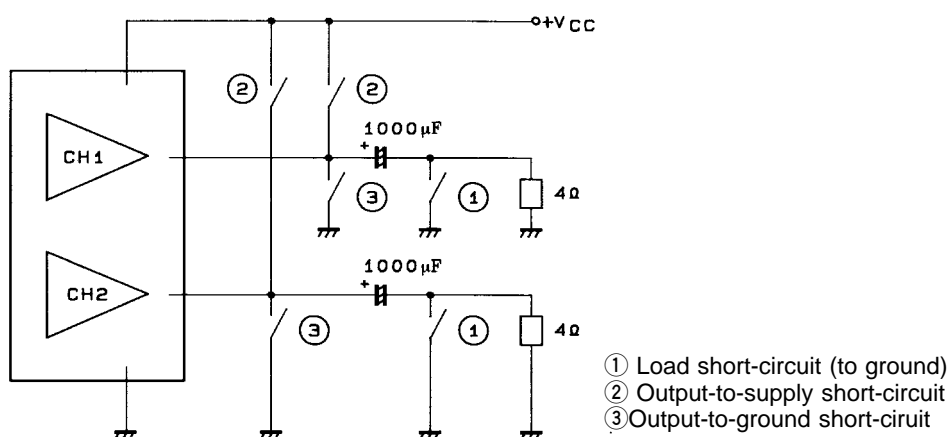 +VCC
② ②
1000μF
+
CH1
③ ① 4Ω
1000μF
+
CH2
③ ① 4Ω
① Load short-circuit (to ground)
② Output-to-supply short-circuit
③Output-to-ground short-ciruit